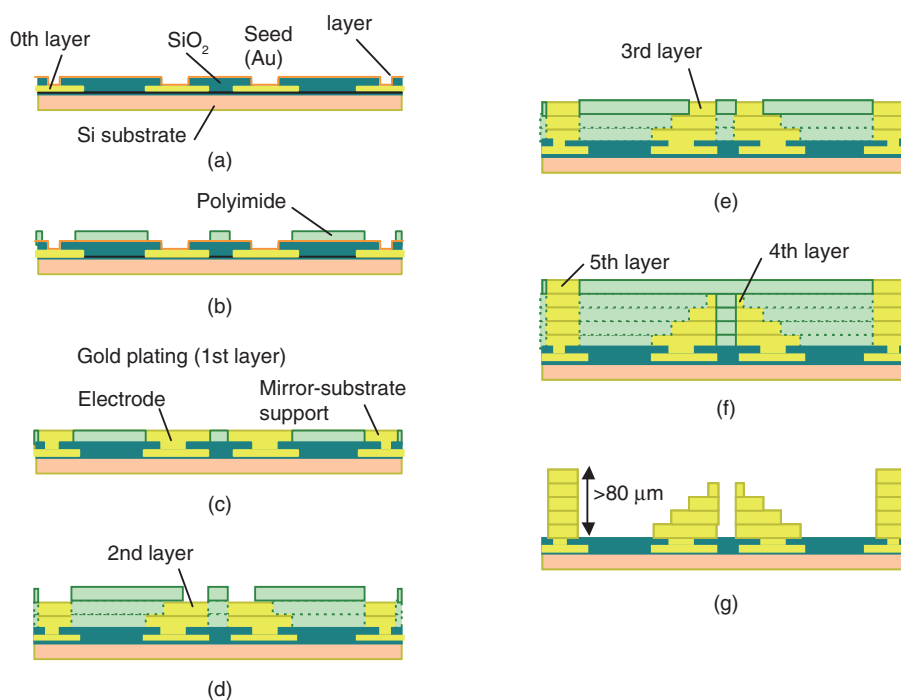 0th layer
SiO₂
Seed
(Au)
layer
Si substrate
(a)
Polyimide
(b)
Gold plating (1st layer)
Electrode
Mirror-substrate
support
(c)
2nd layer
(d)
3rd layer
(e)
5th layer
4th layer
(f)
>80 μm
(g)